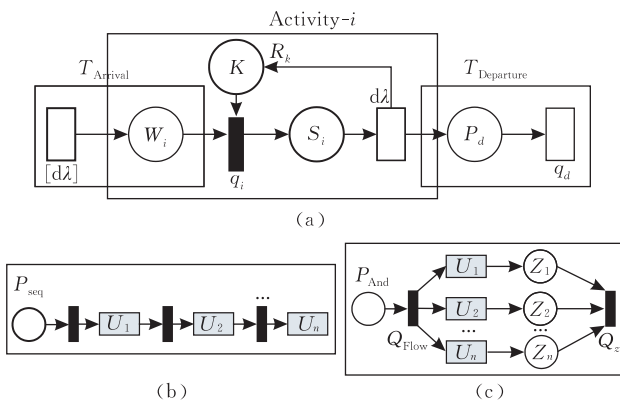 Activity-i
T_Arrival
K
R_k
T_Departure
dλ
W_i
S_i
P_d
[dλ]
q_i
q_d
(a)
P_seq
...
U_1
U_2
U_n
(b)
P_And
U_1
Z_1
U_2
Z_2
Q_Flow
...
...
Q_z
U_n
Z_n
(c)